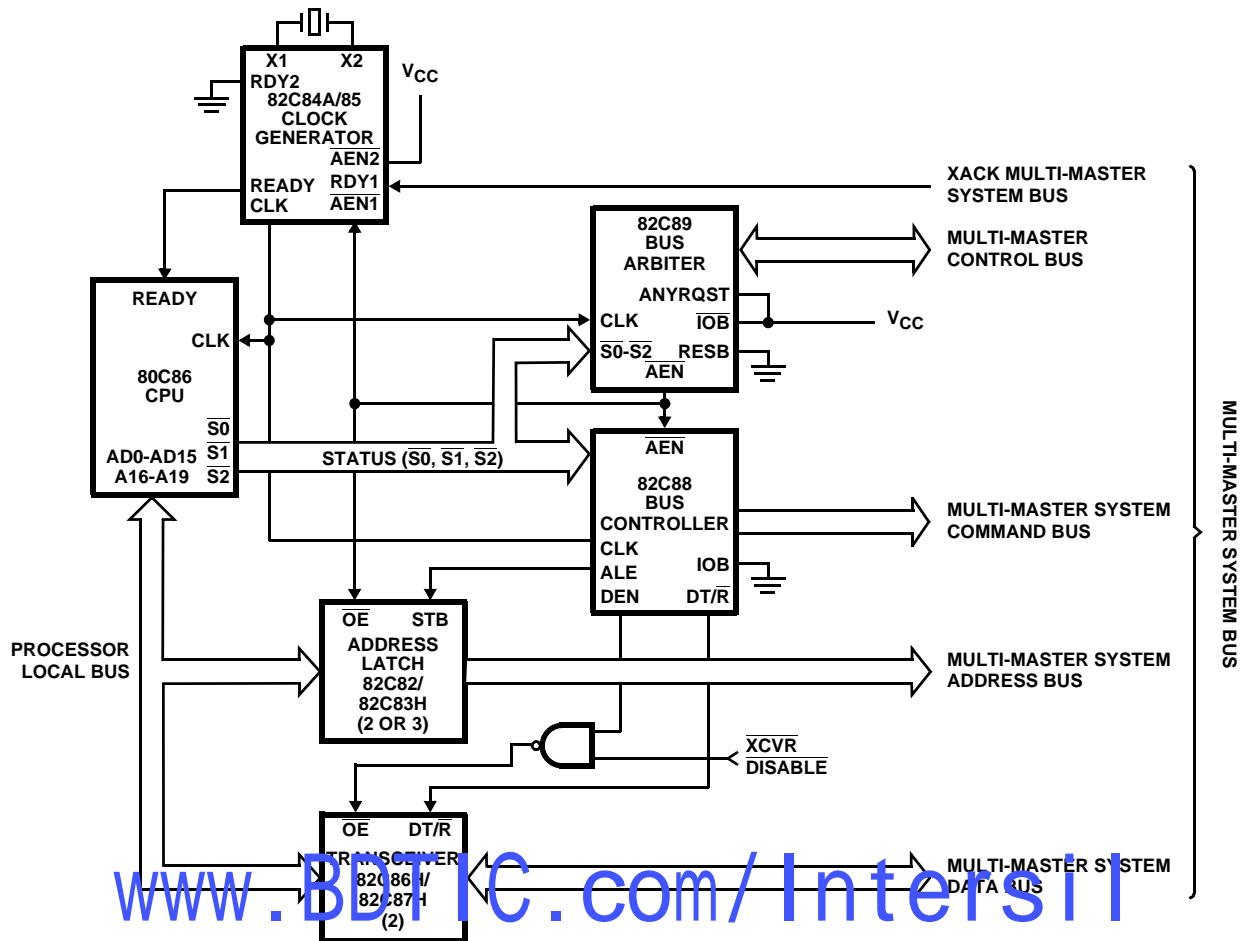 X1 X2
RDY2
82C84A/85
CLOCK
GENERATOR
AEN2
READY RDY1
CLK AEN1
VCC
XACK MULTI-MASTER
SYSTEM BUS
82C89
BUS
ARBITER
ANYRQST
CLK IOB
S0-S2 RESB
AEN
MULTI-MASTER
CONTROL BUS
VCC
READY
CLK
80C86
CPU
S0
AD0-AD15 S1
A16-A19 S2
STATUS (S0, S1, S2)
AEN
82C88
BUS
CONTROLLER
CLK
ALE IOB
DEN DT/R
MULTI-MASTER SYSTEM
COMMAND BUS
MULTI-MASTER SYSTEM BUS
PROCESSOR
LOCAL BUS
OE STB
ADDRESS
LATCH
82C82/
82C83H
(2 OR 3)
MULTI-MASTER SYSTEM
ADDRESS BUS
XCVR
DISABLE
OE DT/R
TRANSCEIVER
82C86H/
82C87H
(2)
MULTI-MASTER SYSTEM
DATA BUS
www.BDTIC.com/Intersil